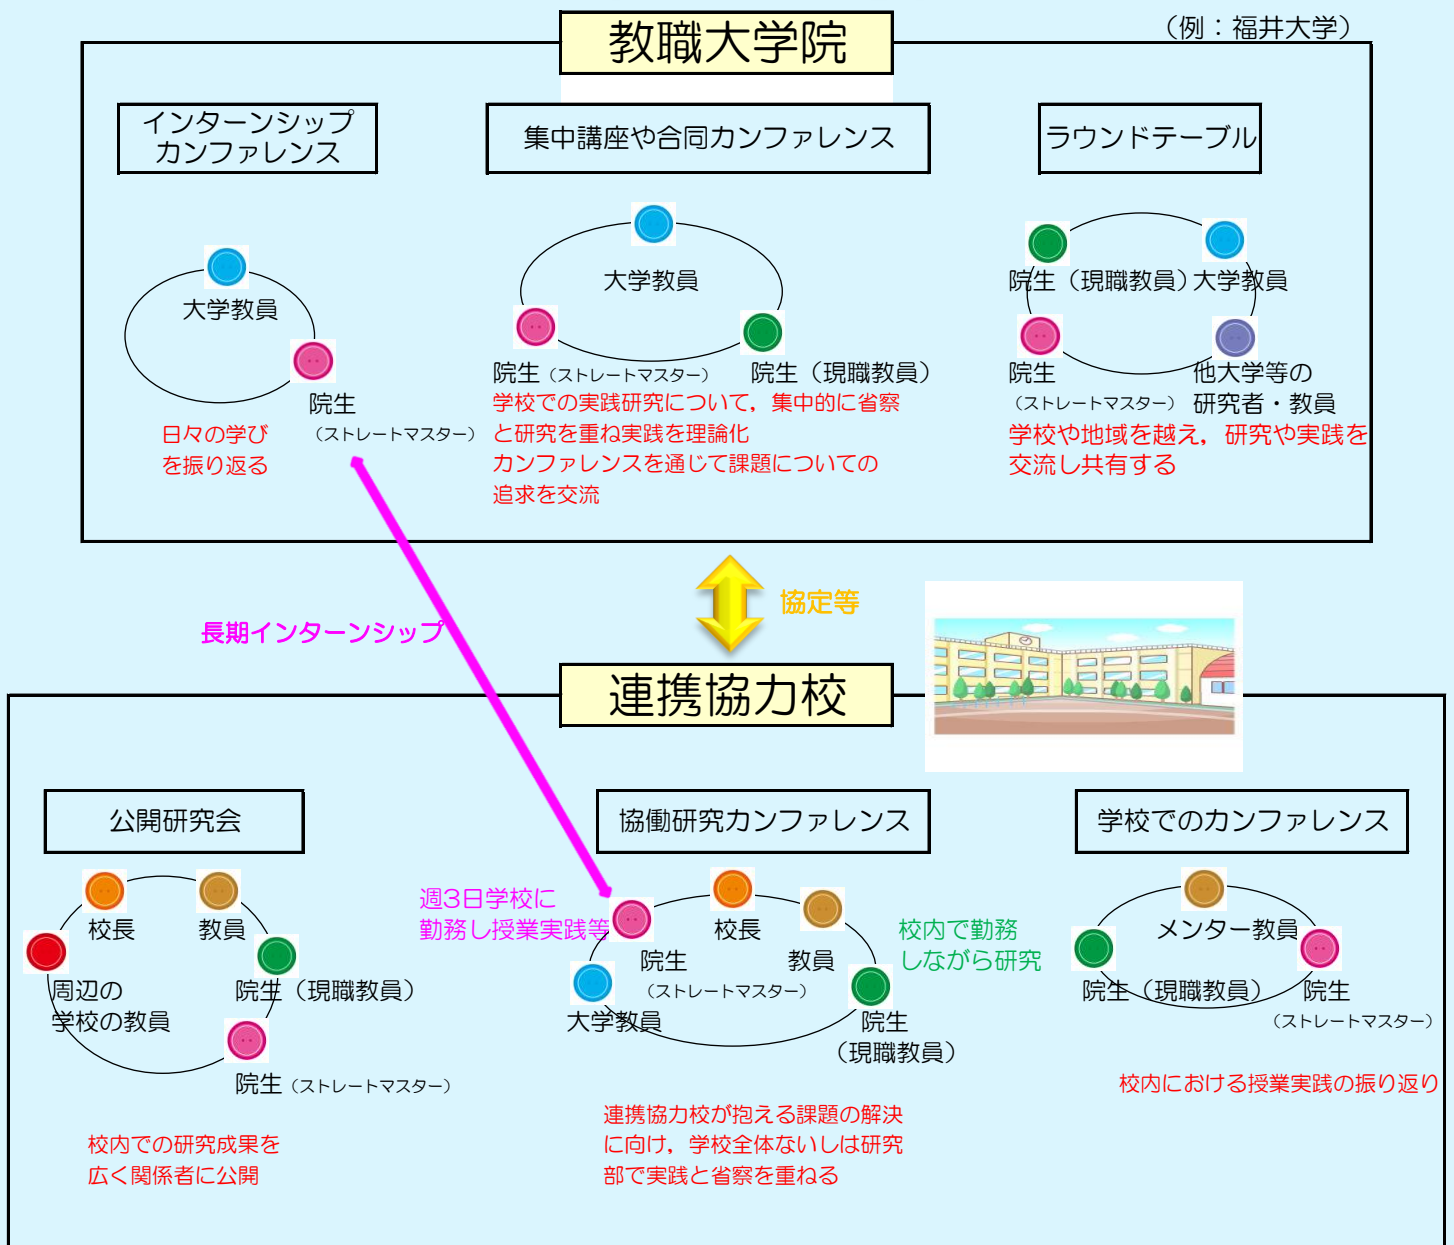 教職大学院
（例：福井大学）
インターンシップ
カンファレンス
大学教員
院生
（ストレートマスター）
日々の学び
を振り返る
集中講座や合同カンファレンス
大学教員
院生（ストレートマスター）
院生（現職教員）
学校での実践研究について，集中的に省察
と研究を重ね実践を理論化
カンファレンスを通じて課題についての
追求を交流
ラウンドテーブル
院生（現職教員）
大学教員
院生
（ストレートマスター）
他大学等の
研究者・教員
学校や地域を越え，研究や実践を
交流し共有する
長期インターンシップ
協定等
連携協力校
公開研究会
校長
教員
周辺の
学校の教員
院生（現職教員）
院生（ストレートマスター）
校内での研究成果を
広く関係者に公開
協働研究カンファレンス
週3日学校に
勤務し授業実践等
校長
院生
（ストレートマスター）
教員
大学教員
院生
（現職教員）
校内で勤務
しながら研究
連携協力校が抱える課題の解決
に向け，学校全体ないしは研究
部で実践と省察を重ねる
学校でのカンファレンス
メンター教員
院生（現職教員）
院生
（ストレートマスター）
校内における授業実践の振り返り